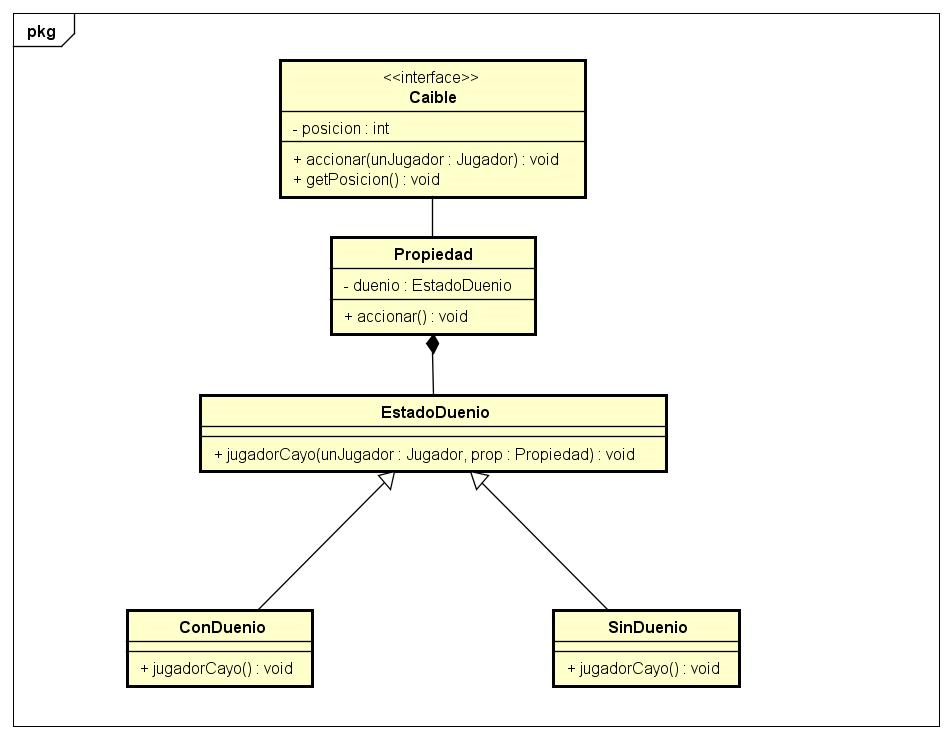 pkg
<<interface>>
Caible
- posicion : int
+ accionar(unJugador : Jugador) : void
+ getPosicion() : void
Propiedad
- duenio : EstadoDuenio
+ accionar() : void
EstadoDuenio
+ jugadorCayo(unJugador : Jugador, prop : Propiedad) : void
ConDuenio
+ jugadorCayo() : void
SinDuenio
+ jugadorCayo() : void